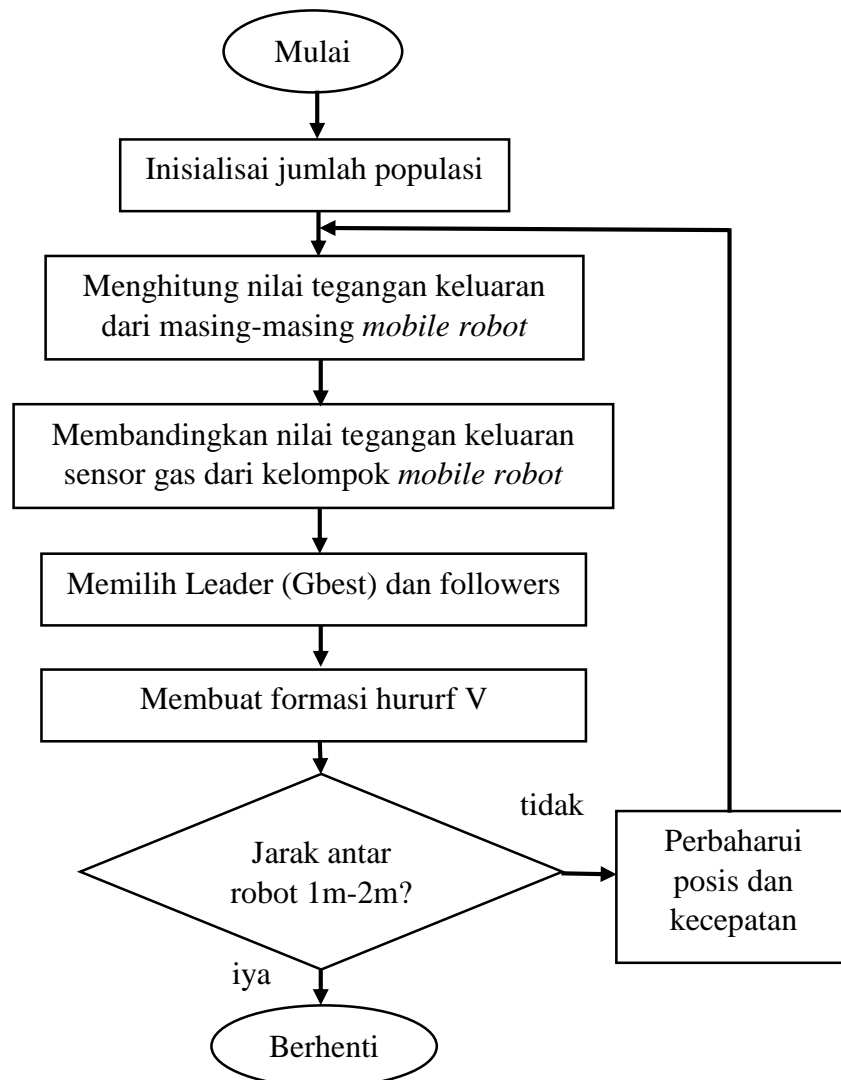 Mulai
Inisialisai jumlah populasi
Menghitung nilai tegangan keluaran
dari masing-masing mobile robot
Membandingkan nilai tegangan keluaran
sensor gas dari kelompok mobile robot
Memilih Leader (Gbest) dan followers
Membuat formasi hururf V
Jarak antar
robot 1m-2m?
tidak
Perbaharui
posis dan
kecepatan
iya
Berhenti